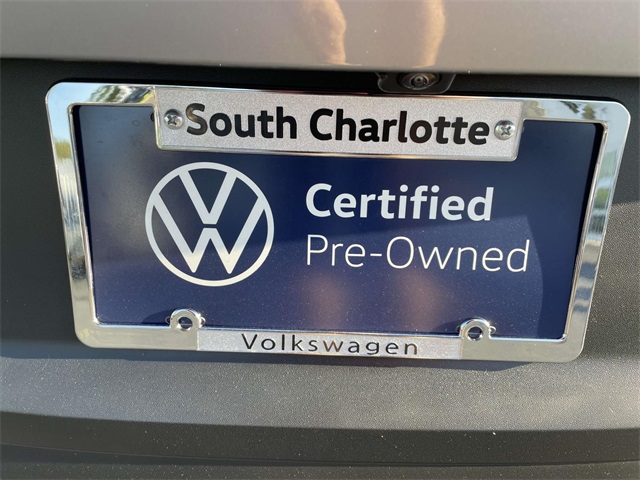 South Charlotte
Certified
Pre-Owned
Volkswagen